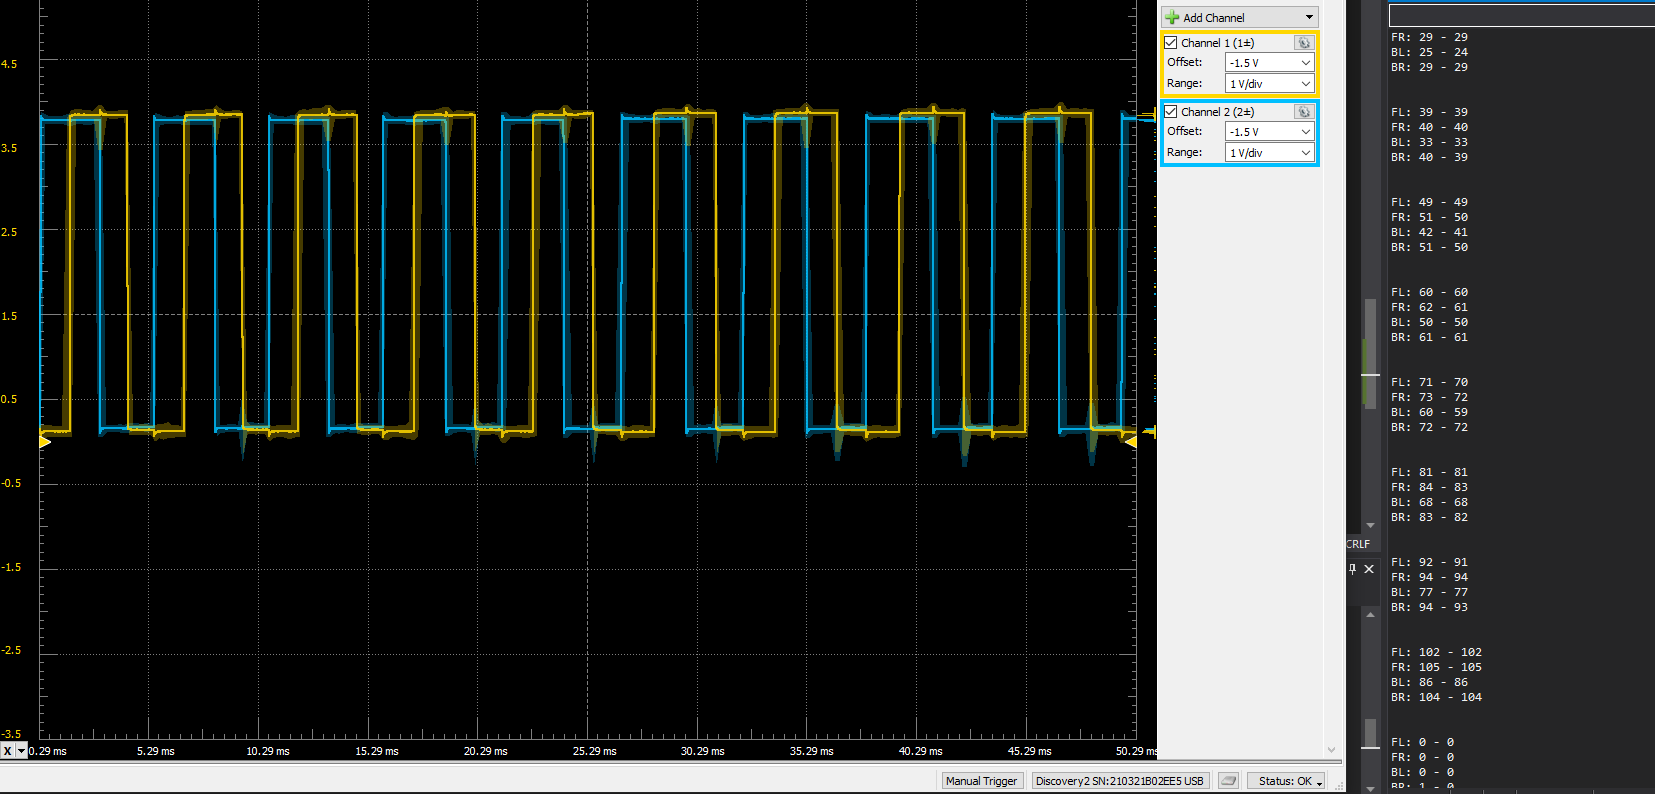 4.5
3.5
2.5
1.5
0.5
-0.5
-1.5
-2.5
-3.5
X
0.29 ms 5.29 ms 10.29 ms 15.29 ms 20.29 ms 25.29 ms 30.29 ms 35.29 ms 40.29 ms 45.29 ms 50.29 ms
Add Channel
Channel 1 (1±)
Offset: -1.5 V
Range: 1 V/div
Channel 2 (2±)
Offset: -1.5 V
Range: 1 V/div
Manual Trigger Discovery2 SN:210321B02EE5 USB Status: OK
CRLF
FR: 29 - 29
BL: 25 - 24
BR: 29 - 29
FL: 39 - 39
FR: 40 - 40
BL: 33 - 33
BR: 40 - 39
FL: 49 - 49
FR: 51 - 50
BL: 42 - 41
BR: 51 - 50
FL: 60 - 60
FR: 62 - 61
BL: 50 - 50
BR: 61 - 61
FL: 71 - 70
FR: 73 - 72
BL: 60 - 59
BR: 72 - 72
FL: 81 - 81
FR: 84 - 83
BL: 68 - 68
BR: 83 - 82
FL: 92 - 91
FR: 94 - 94
BL: 77 - 77
BR: 94 - 93
FL: 102 - 102
FR: 105 - 105
BL: 86 - 86
BR: 104 - 104
FL: 0 - 0
FR: 0 - 0
BL: 0 - 0
BR: 1 - 0